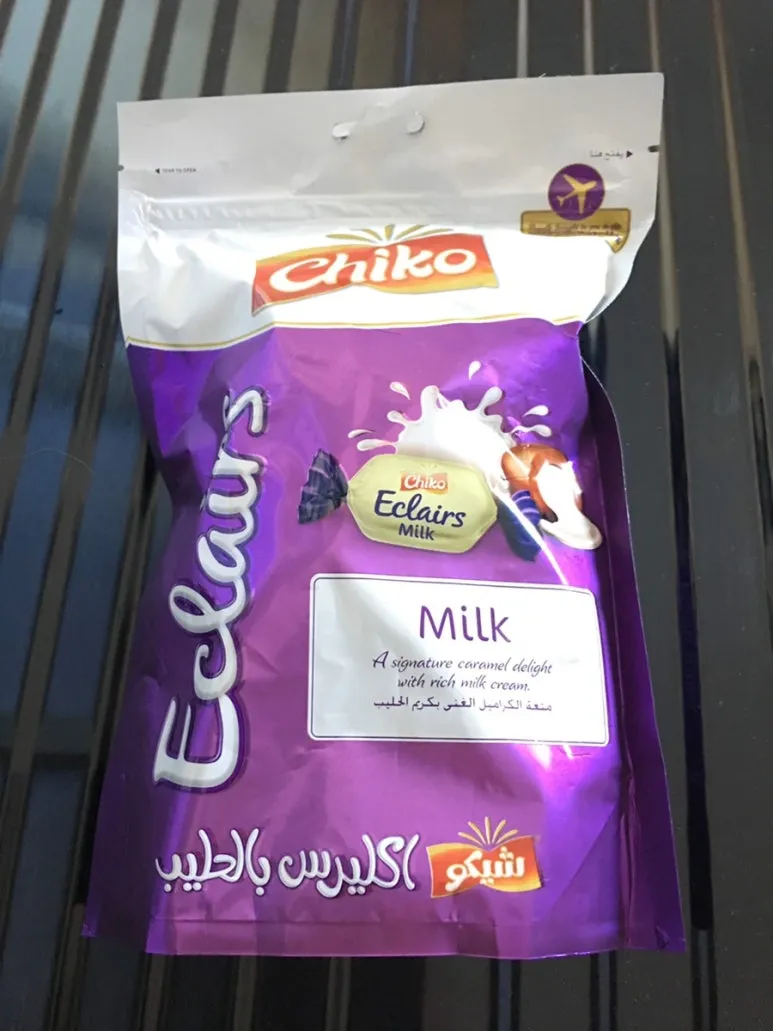 TEAR TO OPEN
يفتح هنا
Chiko
Eclairs
Chiko
Eclairs
Milk
Milk
A signature caramel delight
with rich milk cream.
متعة الكراميل الغني بكريم الحليب
اكليرس بالحليب
شيكو